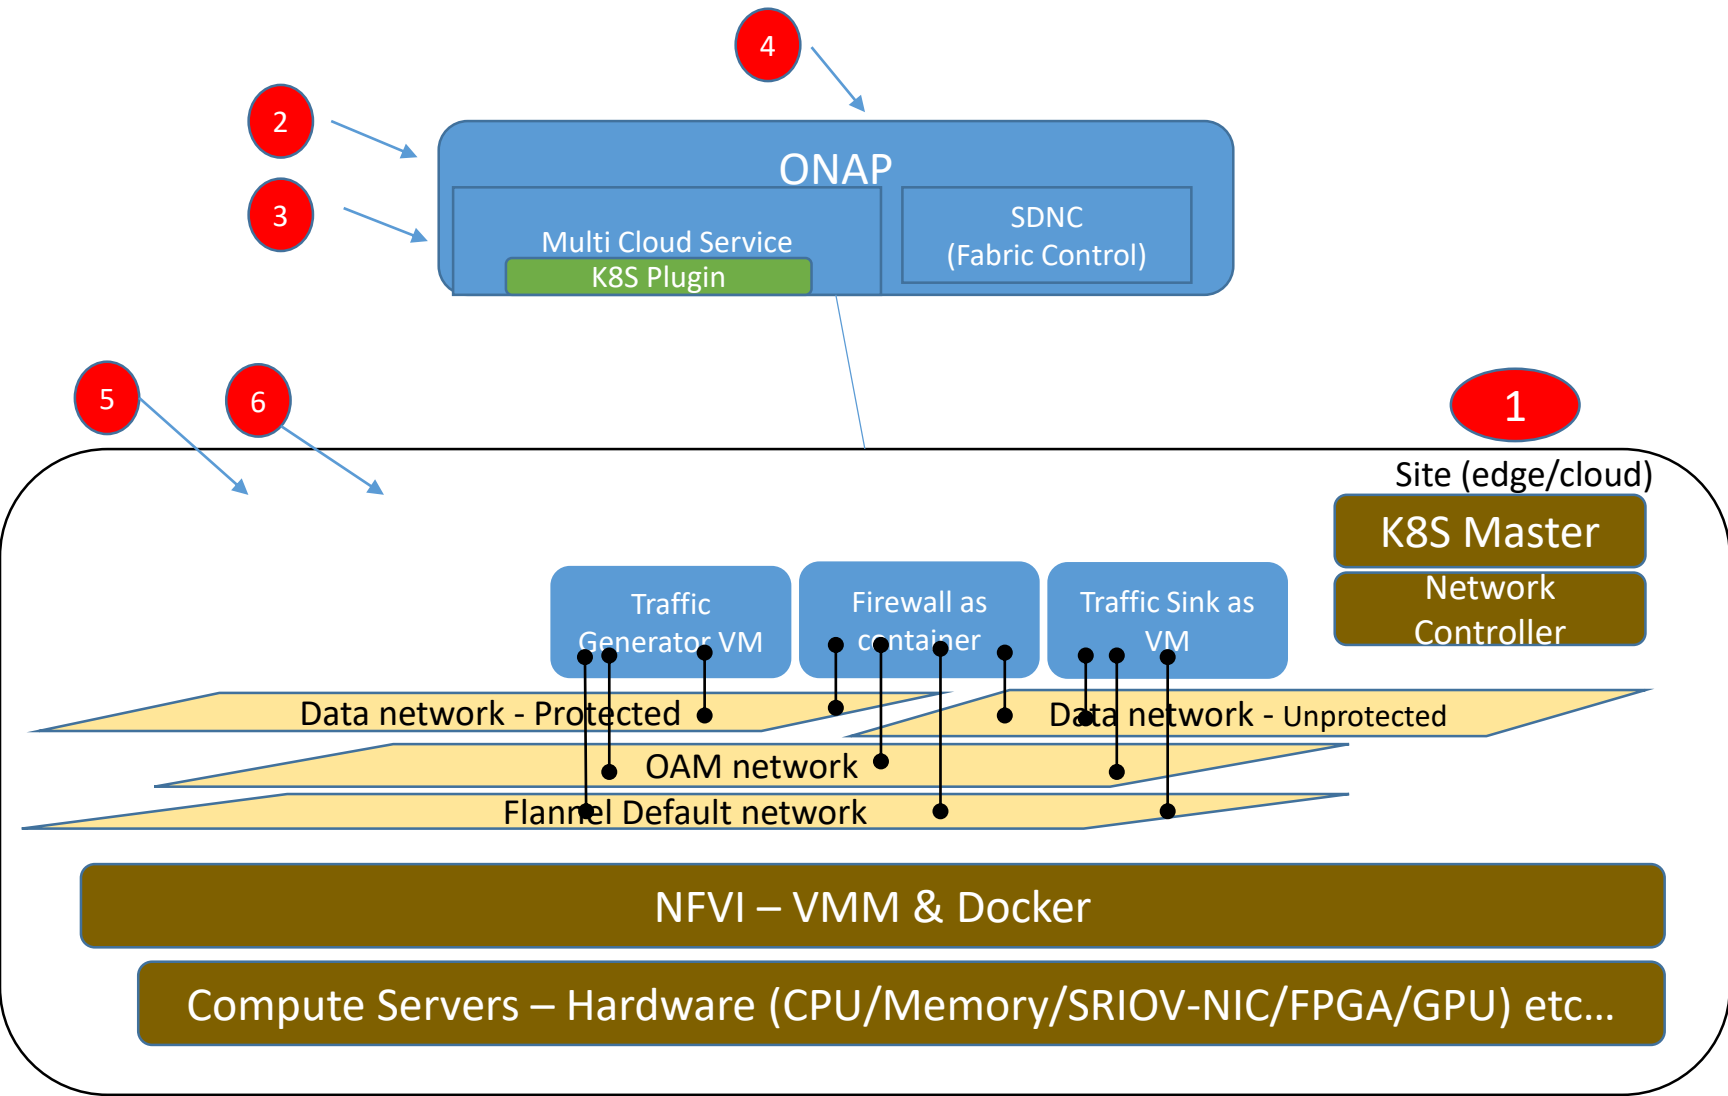 4
2
3
ONAP
Multi Cloud Service
K8S Plugin
SDNC
(Fabric Control)
5
6
1
Site (edge/cloud)
K8S Master
Network
Controller
Traffic
Generator VM
Firewall as
container
Traffic Sink as
VM
Data network - Protected
Data network - Unprotected
OAM network
Flannel Default network
NFVI – VMM & Docker
Compute Servers – Hardware (CPU/Memory/SRIOV-NIC/FPGA/GPU) etc…